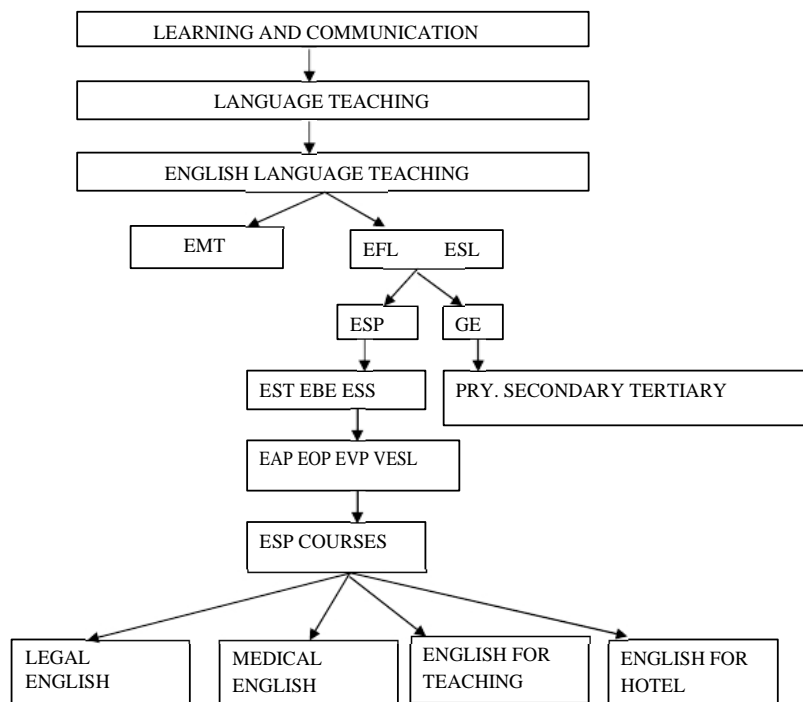 LEARNING AND COMMUNICATION
LANGUAGE TEACHING
ENGLISH LANGUAGE TEACHING
EMT
EFL ESL
ESP
GE
EST EBE ESS
PRY. SECONDARY TERTIARY
EAP EOP EVP VESL
ESP COURSES
LEGAL
ENGLISH
MEDICAL
ENGLISH
ENGLISH FOR
TEACHING
ENGLISH FOR
HOTEL